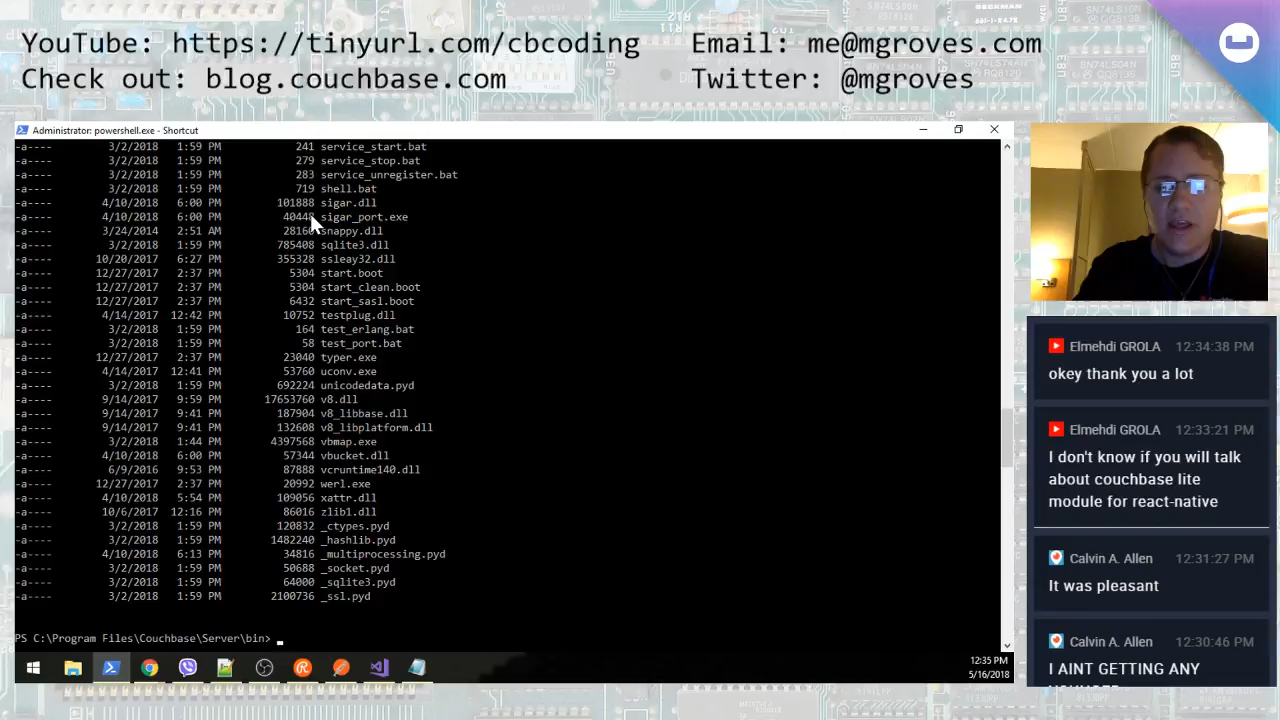 YouTube: https://tinyurl.com/cbcoding Email: me@mgroves.com
Check out: blog.couchbase.com Twitter: @mgroves
Administrator: powershell.exe - Shortcut
-a---- 3/2/2018 1:59 PM 241 service_start.bat
-a---- 3/2/2018 1:59 PM 279 service_stop.bat
-a---- 3/2/2018 1:59 PM 283 service_unregister.bat
-a---- 3/2/2018 1:59 PM 719 shell.bat
-a---- 4/10/2018 6:00 PM 101888 sigar.dll
-a---- 4/10/2018 6:00 PM 40448 sigar_port.exe
-a---- 3/24/2014 2:51 AM 28160 snappy.dll
-a---- 3/2/2018 1:59 PM 785408 sqlite3.dll
-a---- 10/20/2017 6:27 PM 355328 ssleay32.dll
-a---- 12/27/2017 2:37 PM 5304 start.boot
-a---- 12/27/2017 2:37 PM 5304 start_clean.boot
-a---- 12/27/2017 2:37 PM 6432 start_sasl.boot
-a---- 4/14/2017 12:42 PM 10752 testplug.dll
-a---- 3/2/2018 1:59 PM 164 test_erlang.bat
-a---- 3/2/2018 1:59 PM 58 test_port.bat
-a---- 12/27/2017 2:37 PM 23040 typer.exe
-a---- 4/14/2017 12:41 PM 53760 uconv.exe
-a---- 3/2/2018 1:59 PM 692224 unicodedata.pyd
-a---- 9/14/2017 9:59 PM 17653760 v8.dll
-a---- 9/14/2017 9:41 PM 187904 v8_libbase.dll
-a---- 9/14/2017 9:41 PM 132608 v8_libplatform.dll
-a---- 3/2/2018 1:44 PM 4397568 vbmap.exe
-a---- 4/10/2018 6:00 PM 57344 vbucket.dll
-a---- 6/9/2016 9:53 PM 87888 vcruntime140.dll
-a---- 12/27/2017 2:37 PM 20992 werl.exe
-a---- 4/10/2018 5:54 PM 109056 xattr.dll
-a---- 10/6/2017 12:16 PM 86016 zlib1.dll
-a---- 3/2/2018 1:59 PM 120832 _ctypes.pyd
-a---- 3/2/2018 1:59 PM 1482240 _hashlib.pyd
-a---- 4/10/2018 6:13 PM 34816 _multiprocessing.pyd
-a---- 3/2/2018 1:59 PM 50688 _socket.pyd
-a---- 3/2/2018 1:59 PM 64000 _sqlite3.pyd
-a---- 3/2/2018 1:59 PM 2100736 _ssl.pyd
PS C:\Program Files\Couchbase\Server\bin>
12:35 PM
5/16/2018
Elmehdi GROLA 12:34:38 PM
okey thank you a lot
Elmehdi GROLA 12:33:21 PM
I don't know if you will talk
about couchbase lite
module for react-native
Calvin A. Allen 12:31:27 PM
It was pleasant
Calvin A. Allen 12:30:46 PM
I AINT GETTING ANY